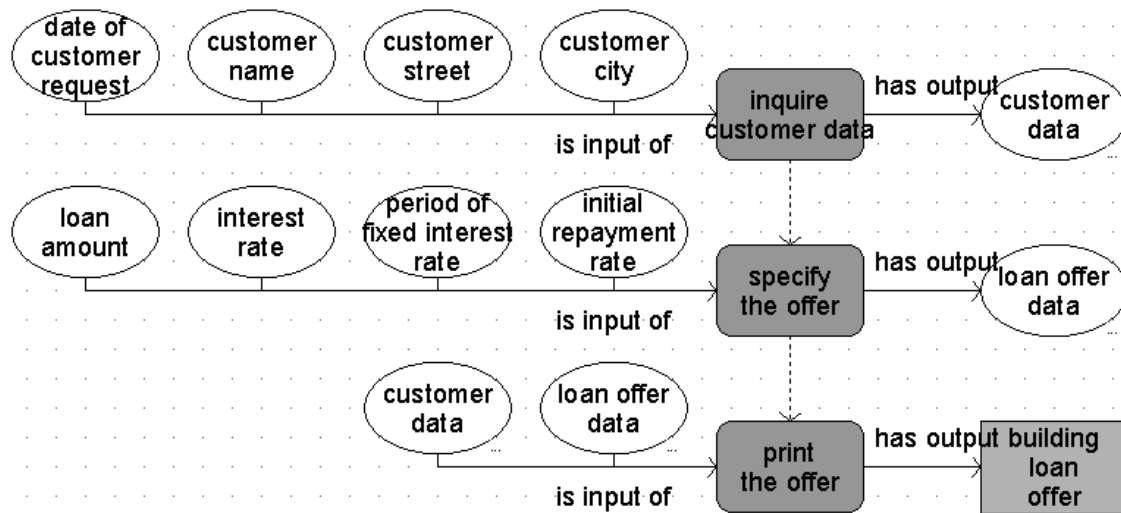 date of
customer
request
customer
name
customer
street
customer
city
inquire
customer data
has output
customer
data
...
is input of
loan
amount
interest
rate
period of
fixed interest
rate
initial
repayment
rate
specify
the offer
has output
loan offer
data
...
is input of
customer
data
...
loan offer
data
...
print
the offer
has output
building
loan
offer
is input of